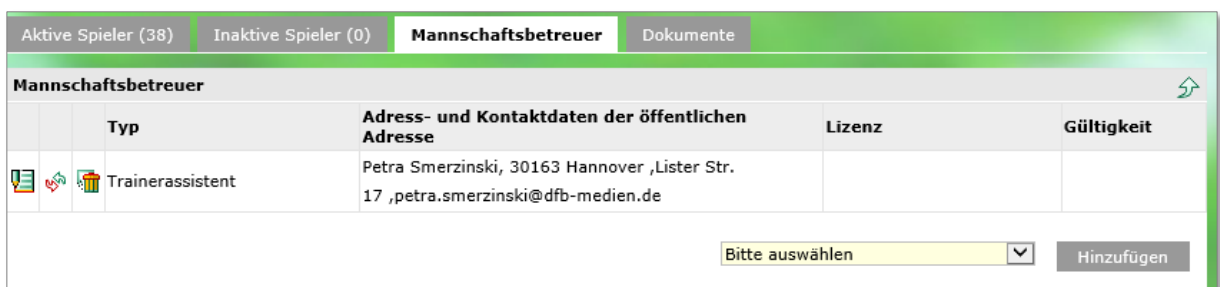 Aktive Spieler (38) Inaktive Spieler (0) Mannschaftsbetreuer Dokumente
Mannschaftsbetreuer
Typ Adress- und Kontaktdaten der öffentlichen Adresse Lizenz Gültigkeit
Trainerassistent Petra Smerzinski, 30163 Hannover ,Lister Str.
17 ,petra.smerzinski@dfb-medien.de
Bitte auswählen Hinzufügen